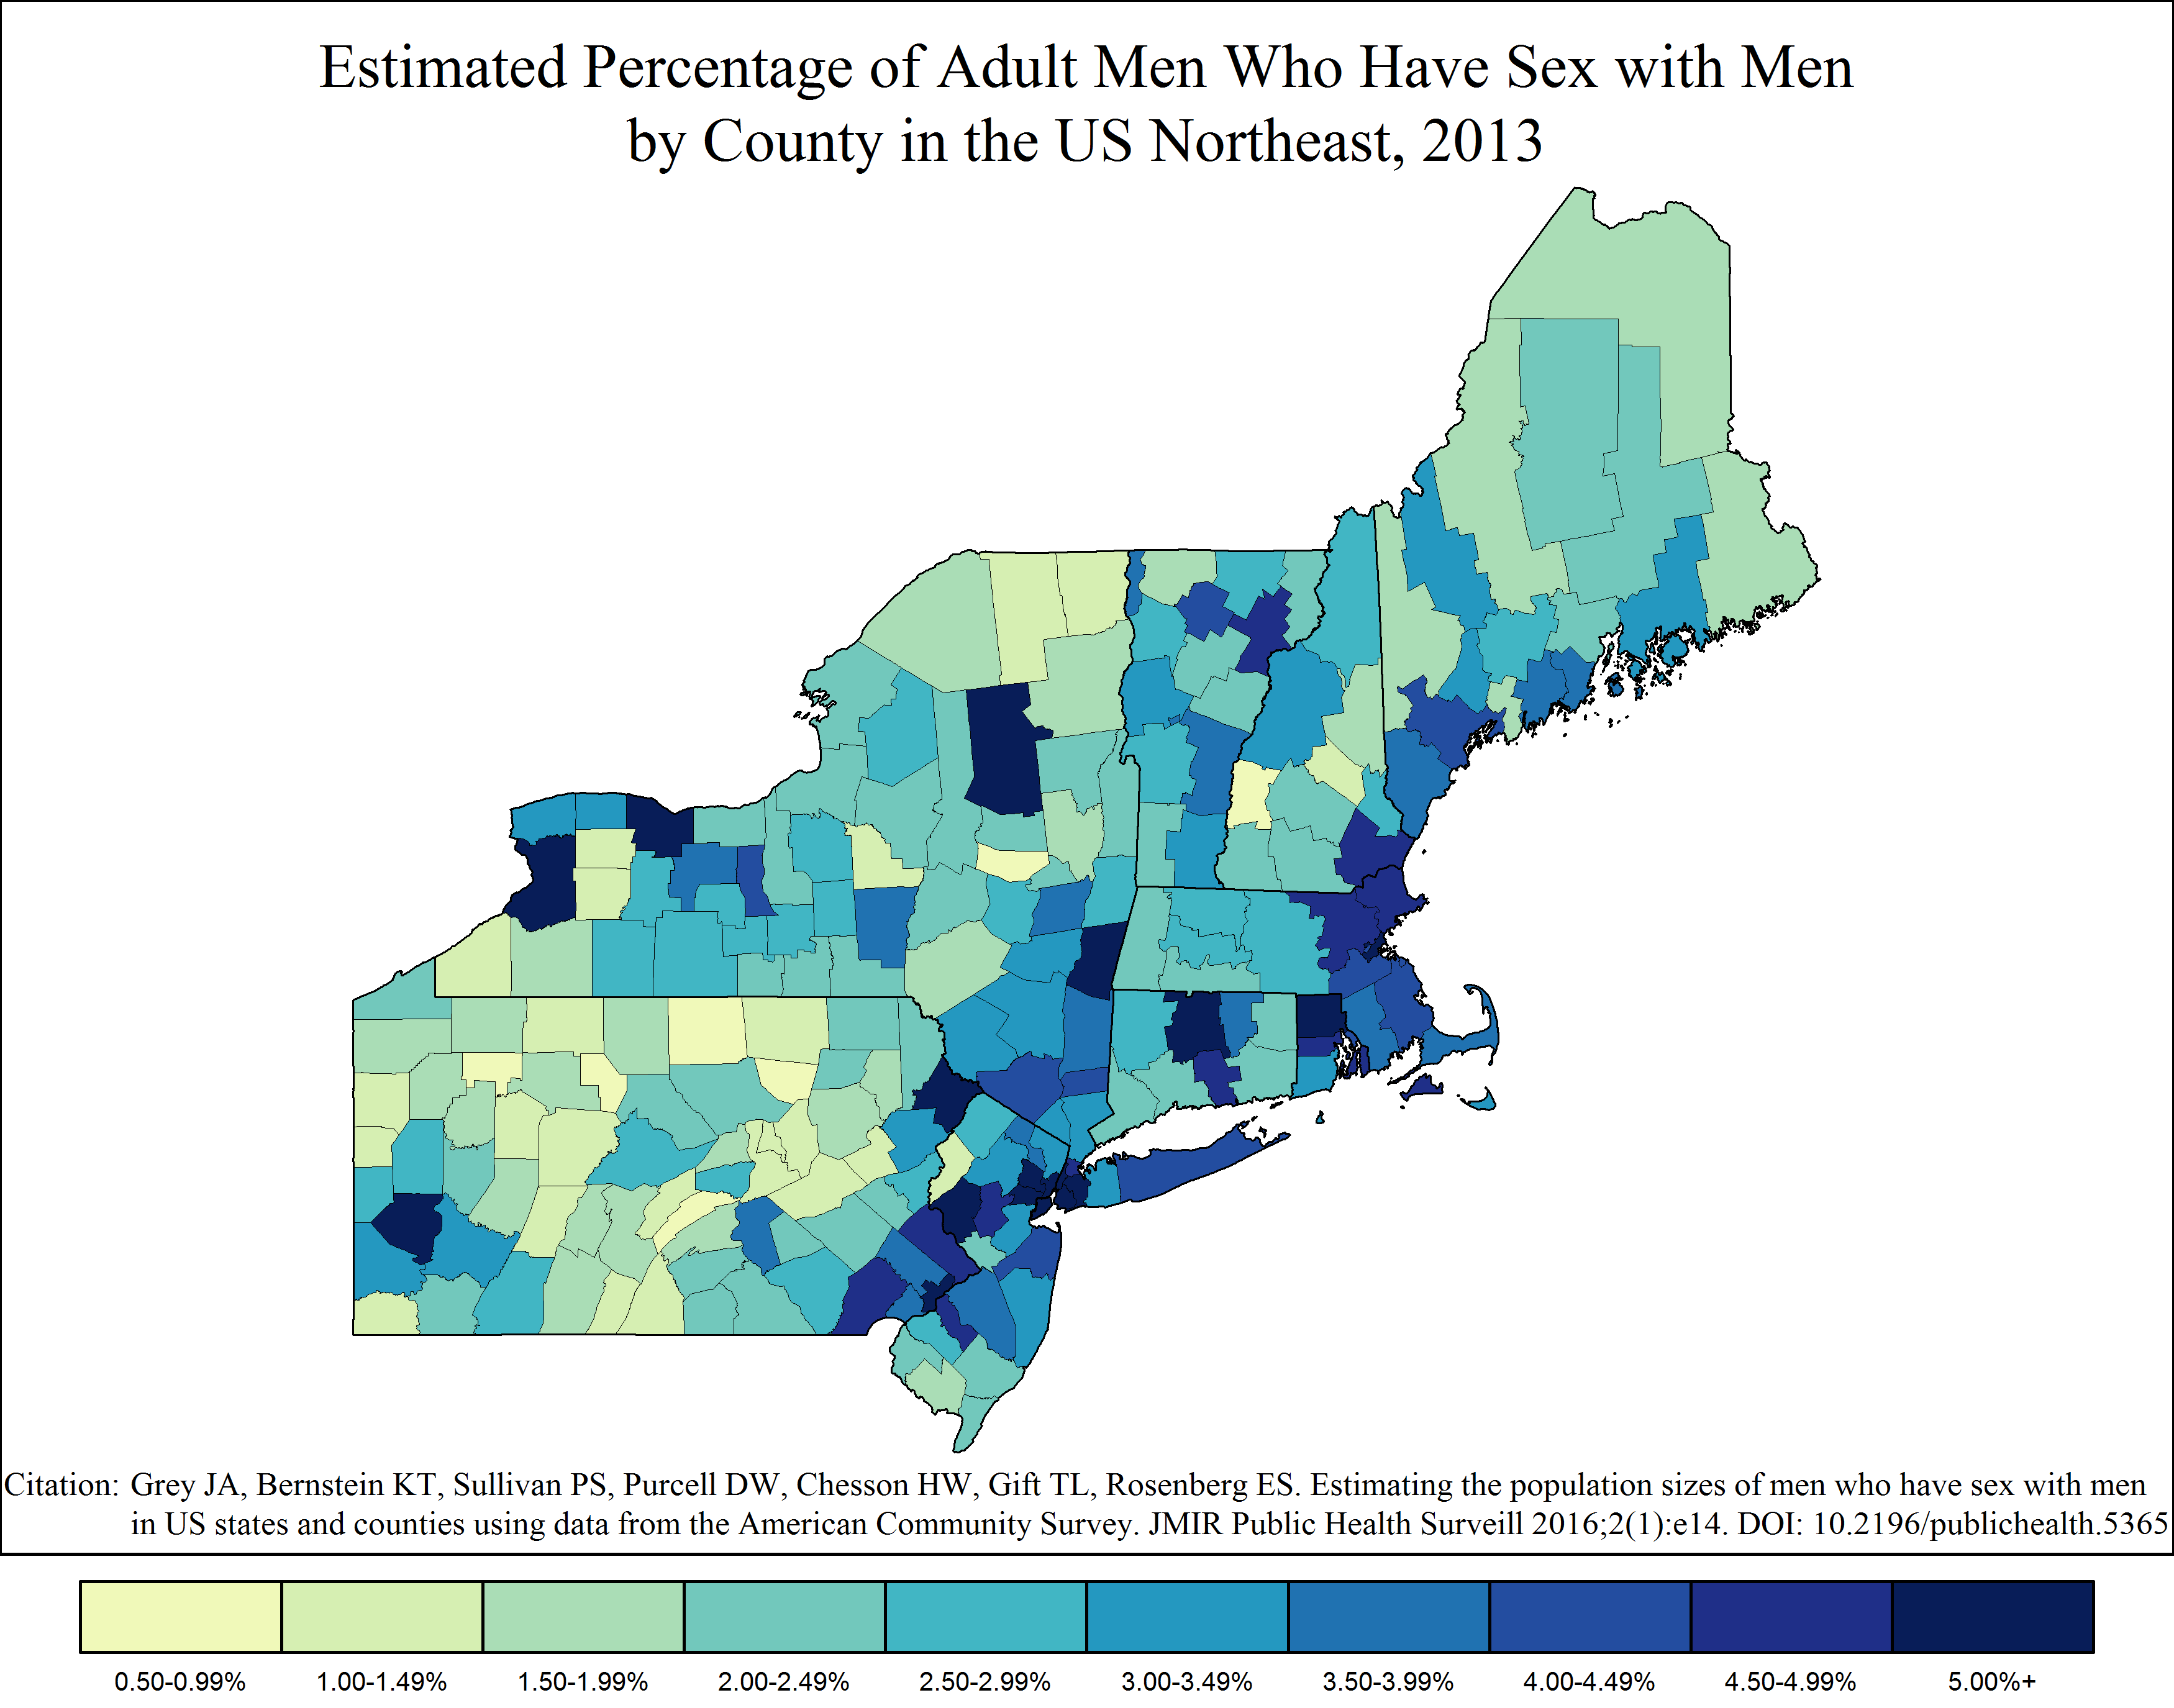 Estimated Percentage of Adult Men Who Have Sex with Men
by County in the US Northeast, 2013
Citation: Grey JA, Bernstein KT, Sullivan PS, Purcell DW, Chesson HW, Gift TL, Rosenberg ES. Estimating the population sizes of men who have sex with men
in US states and counties using data from the American Community Survey. JMIR Public Health Surveill 2016;2(1):e14. DOI: 10.2196/publichealth.5365
0.50-0.99% 1.00-1.49% 1.50-1.99% 2.00-2.49% 2.50-2.99% 3.00-3.49% 3.50-3.99% 4.00-4.49% 4.50-4.99% 5.00%+